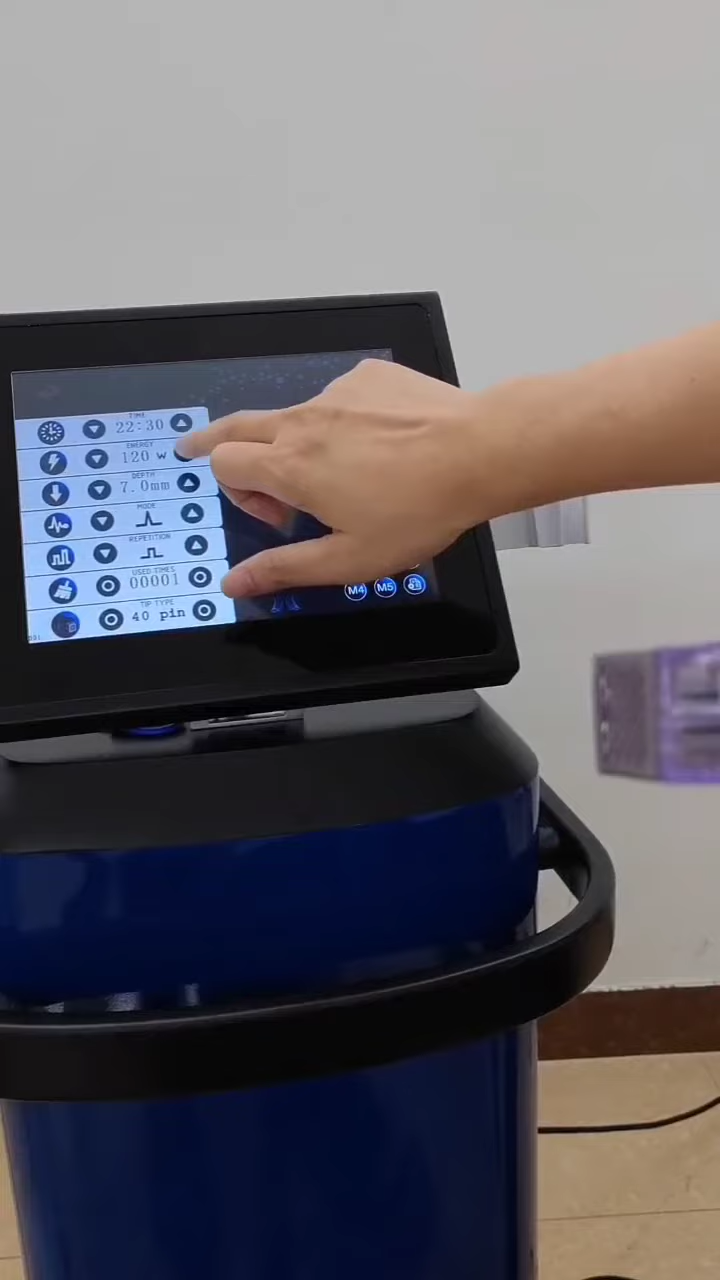 TIME
22:30
ENERGY
120 W
DEPTH
7.0mm
MODE
REPETITION
USED TIMES
00001
TIP TYPE
40 pin
M4 M5